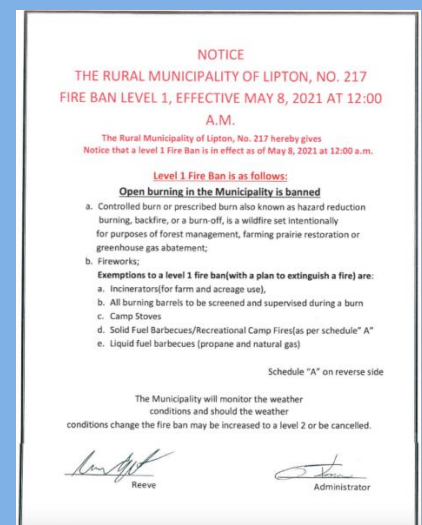 NOTICE
THE RURAL MUNICIPALITY OF LIPTON, NO. 217
FIRE BAN LEVEL 1, EFFECTIVE MAY 8, 2021 AT 12:00
A.M.
The Rural Municipality of Lipton, No. 217 hereby gives
Notice that a level 1 Fire Ban is in effect as of May 8, 2021 at 12:00 a.m.
Level 1 Fire Ban is as follows:
Open burning in the Municipality is banned
a. Controlled burn or prescribed burn also known as hazard reduction
burning, backfire, or a burn-off, is a wildfire set intentionally
for purposes of forest management, farming prairie restoration or
greenhouse gas abatement;
b. Fireworks;
Exemptions to a level 1 fire ban(with a plan to extinguish a fire) are:
a. Incinerators(for farm and acreage use),
b. All burning barrels to be screened and supervised during a burn
c. Camp Stoves
d. Solid Fuel Barbecues/Recreational Camp Fires(as per schedule" A"
e. Liquid fuel barbecues (propane and natural gas)
Schedule "A" on reverse side
The Municipality will monitor the weather
conditions and should the weather
conditions change the fire ban may be increased to a level 2 or be cancelled.
Reeve
Administrator